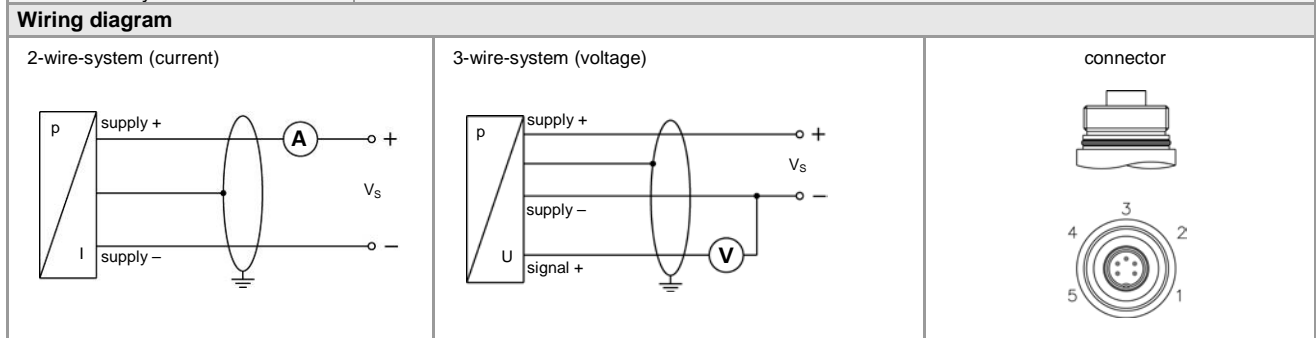 Wiring diagram
2-wire-system (current)
p
supply +
A
+
VS
I
supply –
–
3-wire-system (voltage)
p
supply +
+
VS
supply –
–
U
signal +
V
connector
3
4
2
5
1